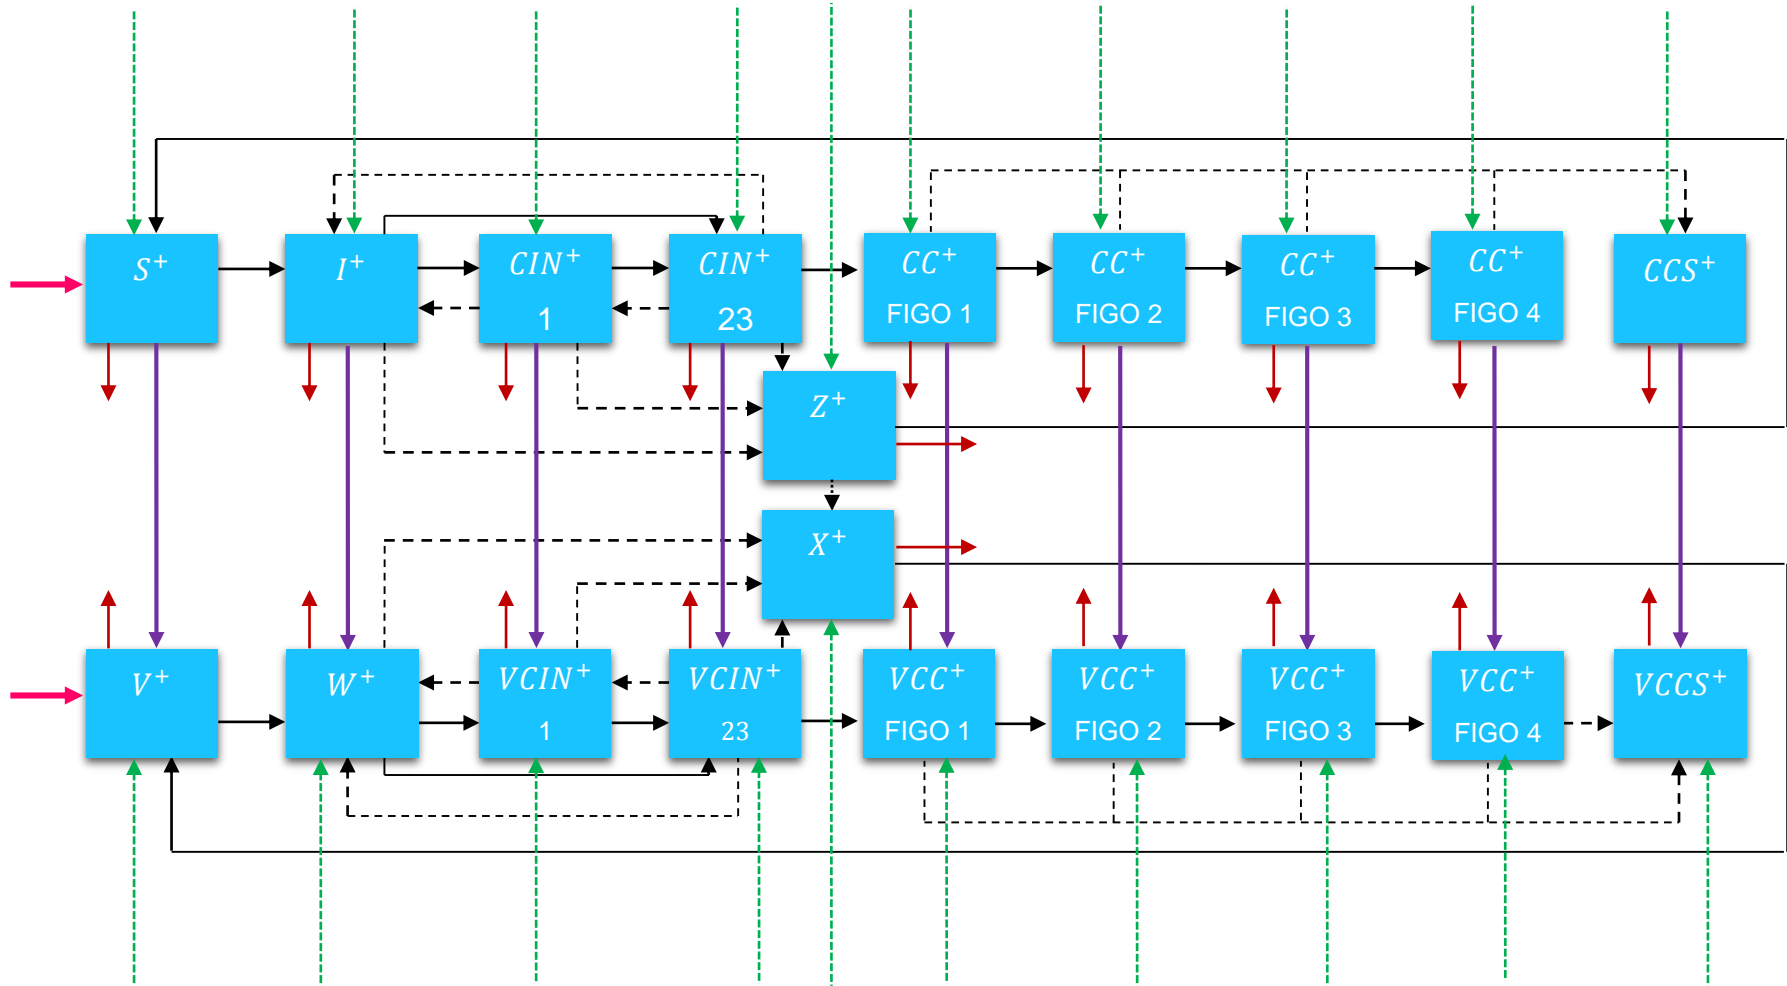 S⁺
I⁺
CIN⁺
1
CIN⁺
23
CC⁺
FIGO 1
CC⁺
FIGO 2
CC⁺
FIGO 3
CC⁺
FIGO 4
CCS⁺
Z⁺
X⁺
V⁺
W⁺
VCIN⁺
1
VCIN⁺
23
VCC⁺
FIGO 1
VCC⁺
FIGO 2
VCC⁺
FIGO 3
VCC⁺
FIGO 4
VCCS⁺